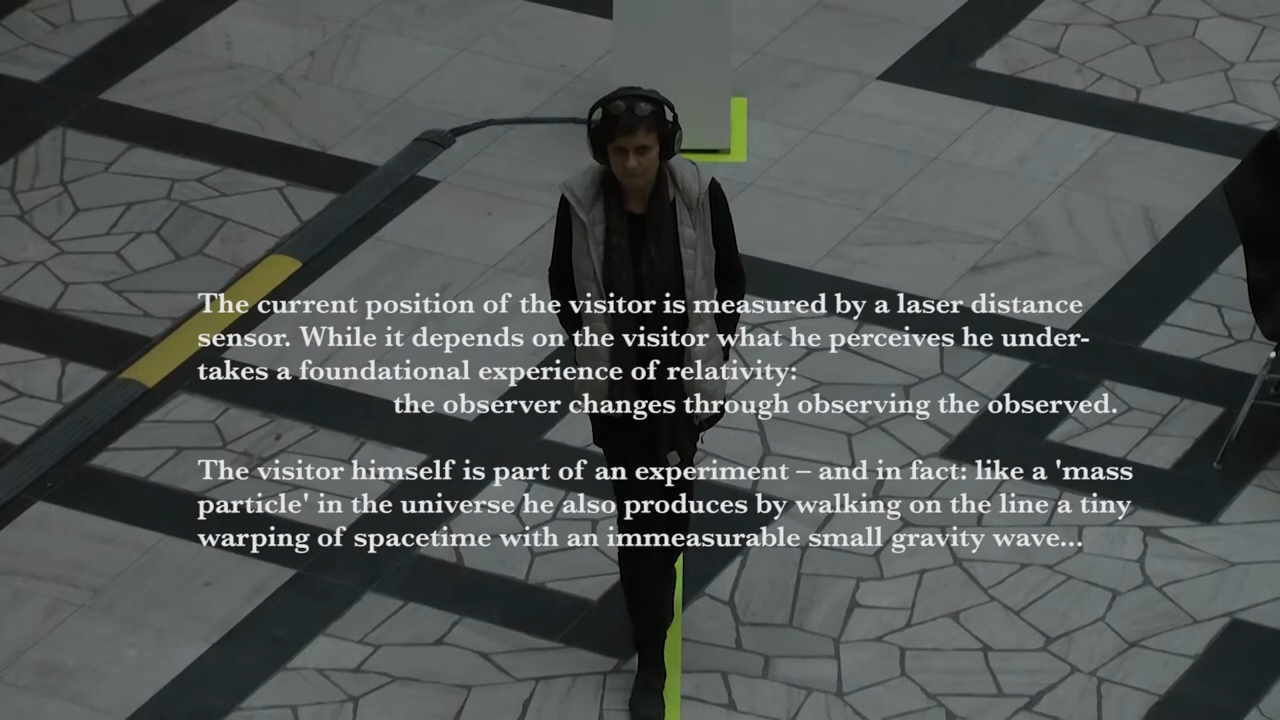 The current position of the visitor is measured by a laser distance
sensor. While it depends on the visitor what he perceives he under-
takes a foundational experience of relativity:
the observer changes through observing the observed.
The visitor himself is part of an experiment – and in fact: like a 'mass
particle' in the universe he also produces by walking on the line a tiny
warping of spacetime with an immeasurable small gravity wave...